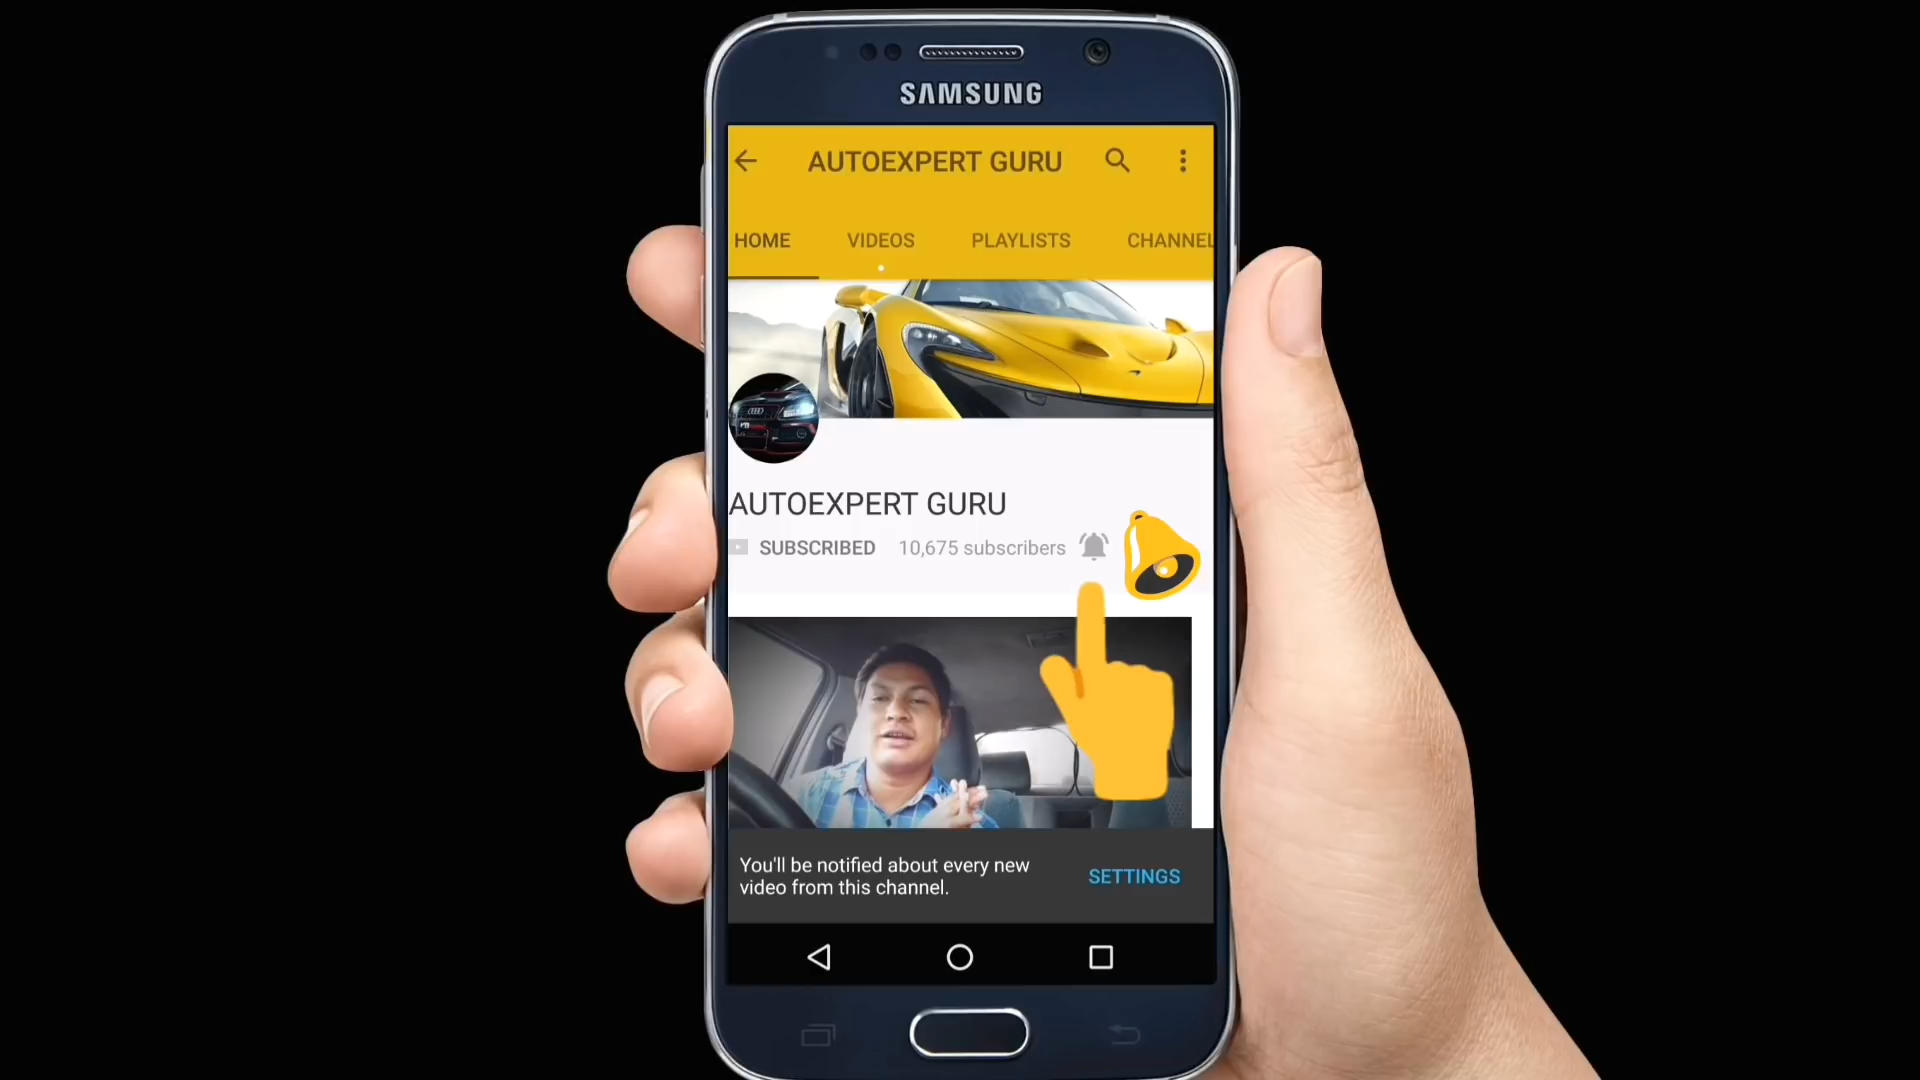 SAMSUNG
AUTOEXPERT GURU
HOME VIDEOS PLAYLISTS CHANNEL
AUTOEXPERT GURU
SUBSCRIBED 10,675 subscribers
You'll be notified about every new
video from this channel.
SETTINGS